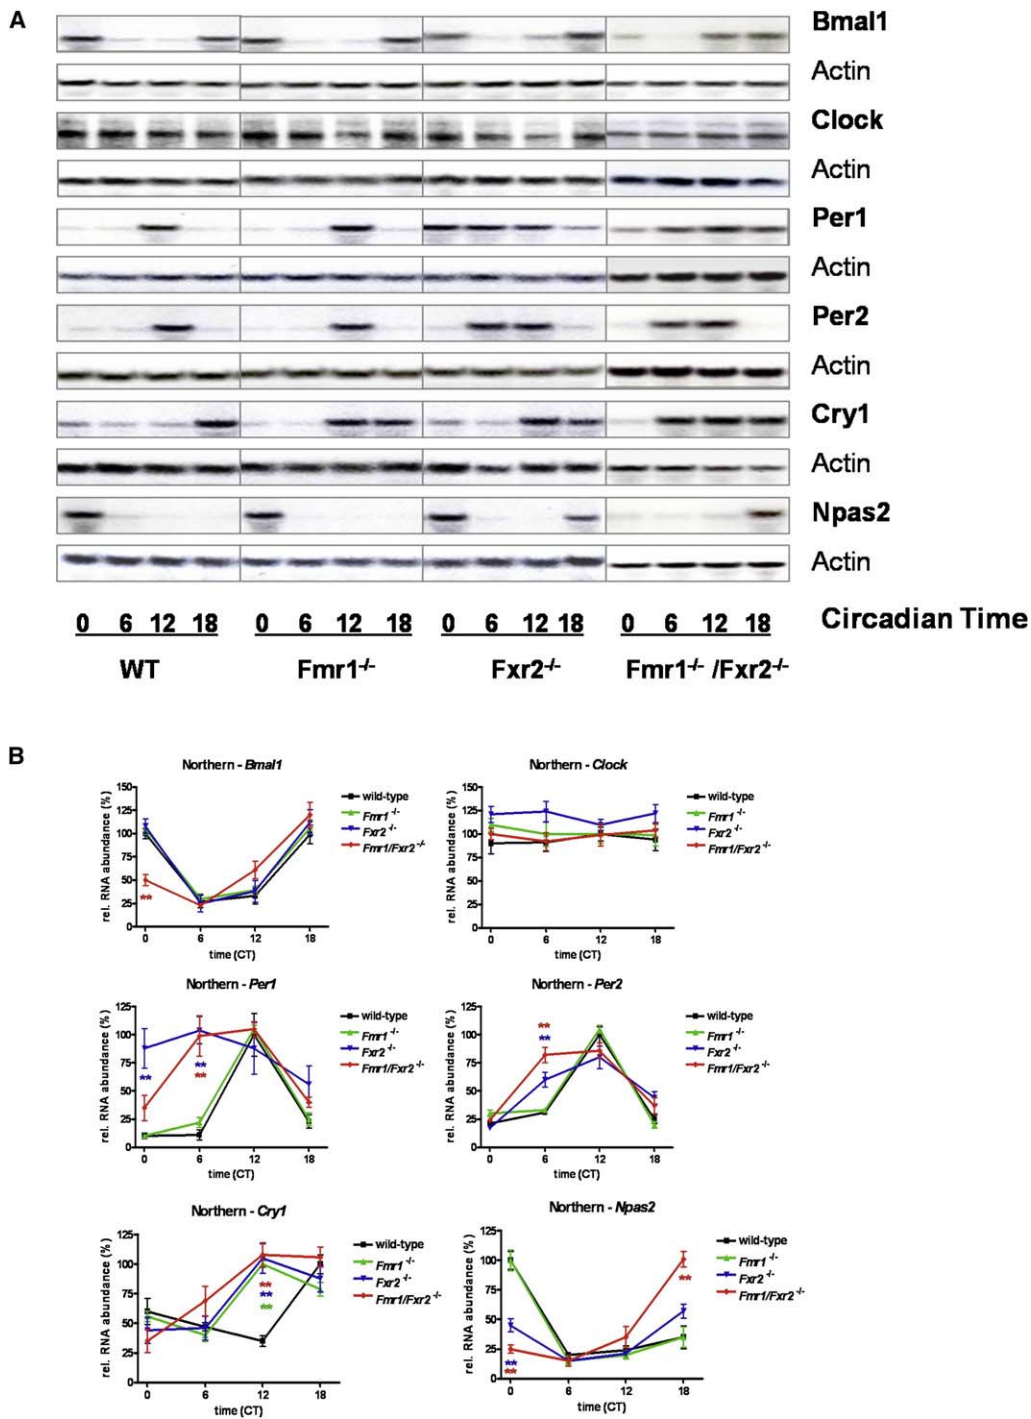 A
Bmal1
Actin
Clock
Actin
Per1
Actin
Per2
Actin
Cry1
Actin
Npas2
Actin
0 6 12 18 0 6 12 18 0 6 12 18 0 6 12 18 Circadian Time
WT Fmr1-/- Fxr2-/- Fmr1-/- /Fxr2-/-
B
Northern - Bmal1
rel. RNA abundance (%)
150
125
100
75
50
25
0
0 6 12 18
time (CT)
**
wild-type
Fmr1 -/-
Fxr2 -/-
Fmr1/Fxr2 -/-
Northern - Clock
rel. RNA abundance (%)
150
125
100
75
50
25
0
0 6 12 18
time (CT)
wild-type
Fmr1 -/-
Fxr2 -/-
Fmr1/Fxr2 -/-
Northern - Per1
rel. RNA abundance (%)
125
100
75
50
25
0
0 6 12 18
time (CT)
**
**
**
wild-type
Fmr1 -/-
Fxr2 -/-
Fmr1/Fxr2 -/-
Northern - Per2
rel. RNA abundance (%)
125
100
75
50
25
0
0 6 12 18
time (CT)
**
**
wild-type
Fmr1 -/-
Fxr2 -/-
Fmr1/Fxr2 -/-
Northern - Cry1
rel. RNA abundance (%)
125
100
75
50
25
0
0 6 12 18
time (CT)
**
**
**
wild-type
Fmr1 -/-
Fxr2 -/-
Fmr1/Fxr2 -/-
Northern - Npas2
rel. RNA abundance (%)
125
100
75
50
25
0
0 6 12 18
time (CT)
**
**
**
wild-type
Fmr1 -/-
Fxr2 -/-
Fmr1/Fxr2 -/-